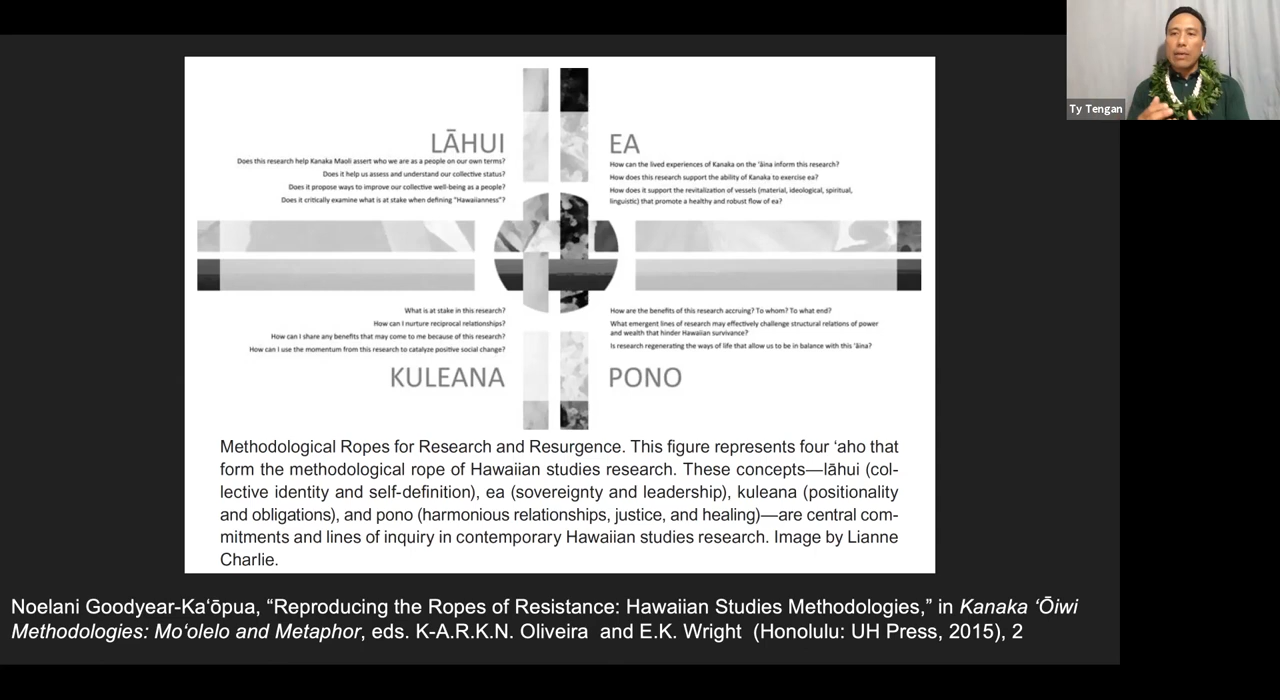 Ty Tengan
LĀHUI
Does this research help Kanaka Maoli assert who we are as a people on our own terms?
Does it help us assess and understand our collective status?
Does it propose ways to improve our collective well-being as a people?
Does it critically examine what is at stake when defining "Hawaiianness"?
EA
How can the lived experiences of Kanaka on the ʻāina inform this research?
How does this research support the ability of Kanaka to exercise ea?
How does it support the revitalization of vessels (material, ideological, spiritual,
linguistic) that promote a healthy and robust flow of ea?
What is at stake in this research?
How can I nurture reciprocal relationships?
How can I share any benefits that may come to me because of this research?
How can I use the momentum from this research to catalyze positive social change?
KULEANA
How are the benefits of this research accruing? To whom? To what end?
What emergent lines of research may effectively challenge structural relations of power
and wealth that hinder Hawaiian survivance?
Is research regenerating the ways of life that allow us to be in balance with this ʻāina?
PONO
Methodological Ropes for Research and Resurgence. This figure represents four ʻaho that
form the methodological rope of Hawaiian studies research. These concepts—lāhui (col-
lective identity and self-definition), ea (sovereignty and leadership), kuleana (positionality
and obligations), and pono (harmonious relationships, justice, and healing)—are central com-
mitments and lines of inquiry in contemporary Hawaiian studies research. Image by Lianne
Charlie.
Noelani Goodyear-Kaʻōpua, “Reproducing the Ropes of Resistance: Hawaiian Studies Methodologies,” in Kanaka ʻŌiwi
Methodologies: Moʻolelo and Metaphor, eds. K-A.R.K.N. Oliveira and E.K. Wright (Honolulu: UH Press, 2015), 2